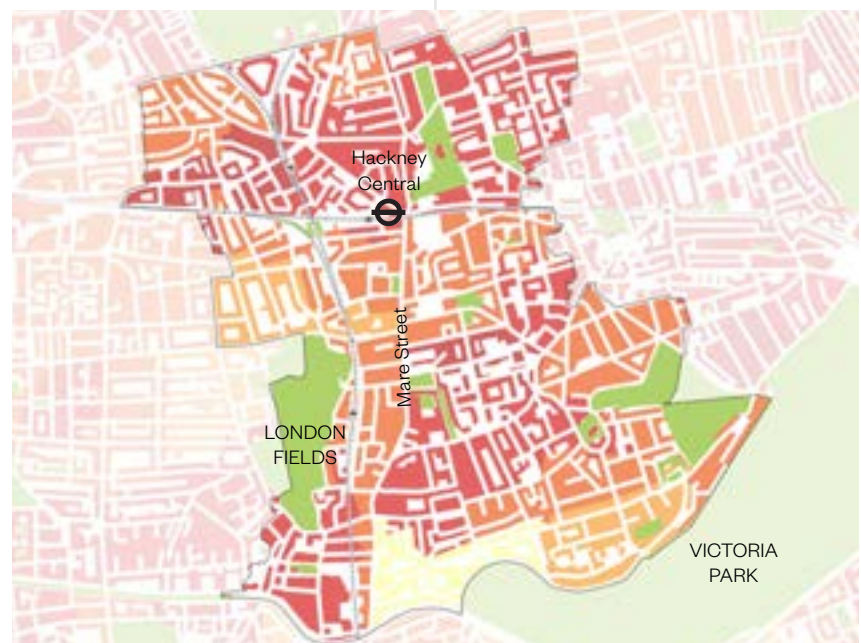 Hackney
Central
Mare Street
LONDON
FIELDS
VICTORIA
PARK